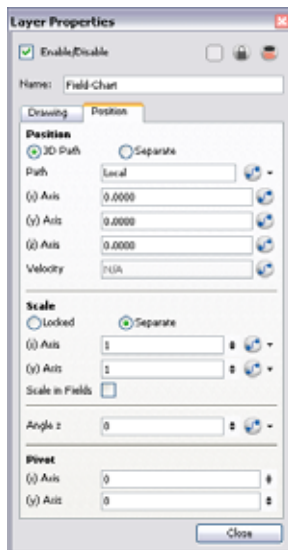 Layer Properties
Enable/Disable
Name: Field-Chart
Drawing Position
Position
3D Path Separate
Path Local
(x) Axis 0.0000
(y) Axis 0.0000
(z) Axis 0.0000
Velocity N/A
Scale
Locked Separate
(x) Axis 1
(y) Axis 1
Scale in Fields
Angle z 0
Pivot
(x) Axis 0
(y) Axis 0
Close